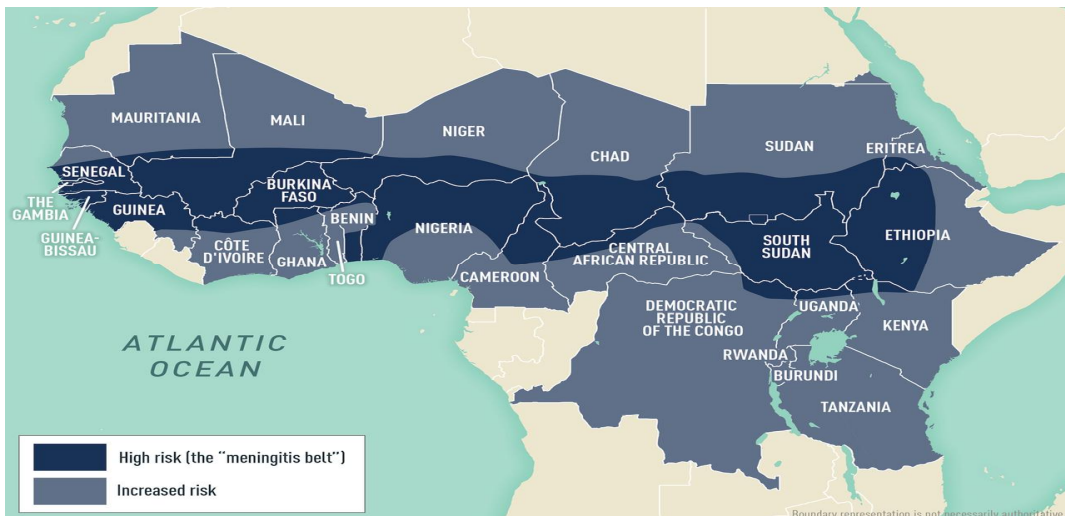 MAURITANIA
MALI
NIGER
CHAD
SUDAN
ERITREA
SENEGAL
THE
GAMBIA
GUINEA-
BISSAU
GUINEA
BURKINA
FASO
BENIN
NIGERIA
CÔTE
D'IVOIRE
GHANA
TOGO
CAMEROON
CENTRAL
AFRICAN REPUBLIC
SOUTH
SUDAN
ETHIOPIA
DEMOCRATIC
REPUBLIC
OF THE CONGO
UGANDA
KENYA
RWANDA
BURUNDI
TANZANIA
ATLANTIC
OCEAN
High risk (the "meningitis belt")
Increased risk
Boundary representation is not necessarily authoritative